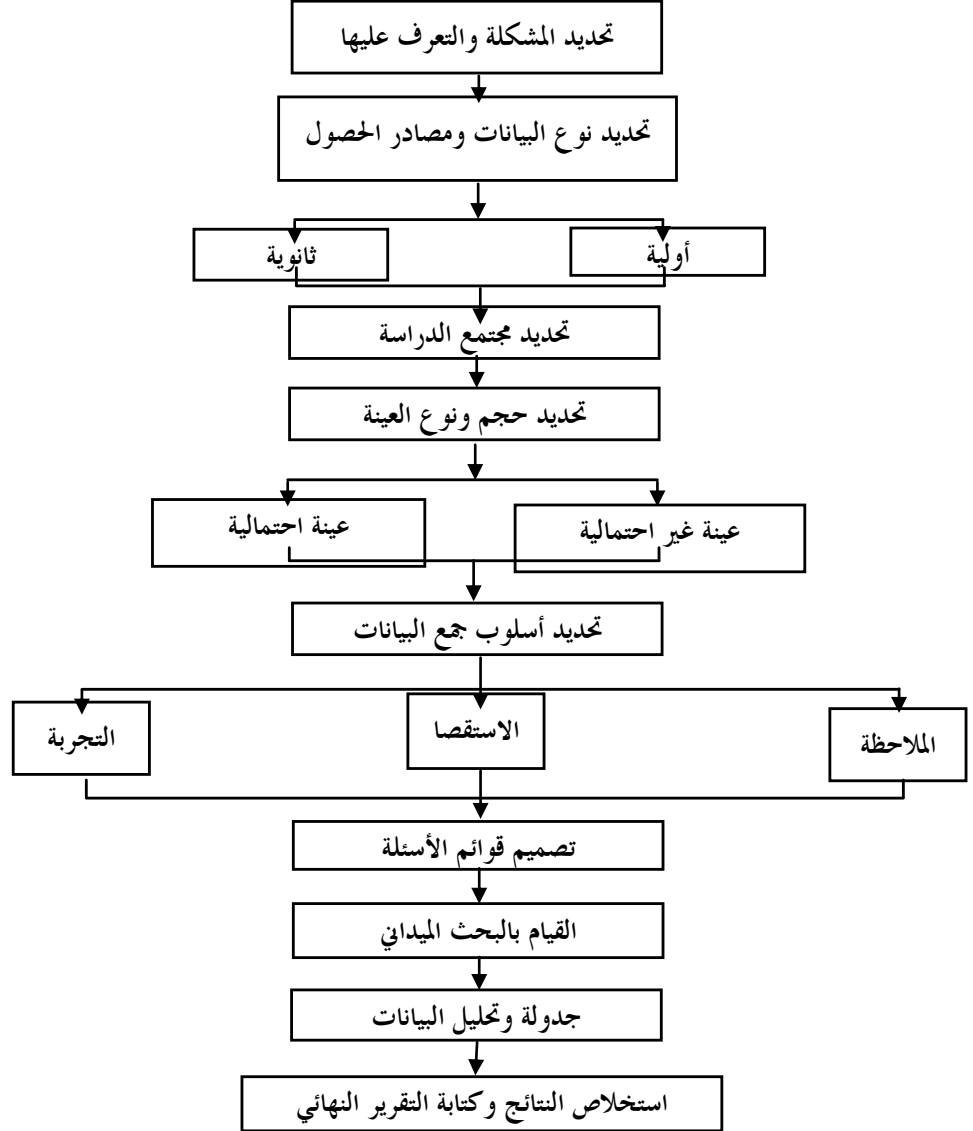 تحديد المشكلة والتعرف عليها
تحديد نوع البيانات ومصادر الحصول
أولية
ثانوية
تحديد مجتمع الدراسة
تحديد حجم ونوع العينة
عينة غير احتمالية
عينة احتمالية
تحديد أسلوب جمع البيانات
الملاحظة
الاستقصا
التجربة
تصميم قوائم الأسئلة
القيام بالبحث الميداني
جدولة وتحليل البيانات
استخلاص النتائج وكتابة التقرير النهائي